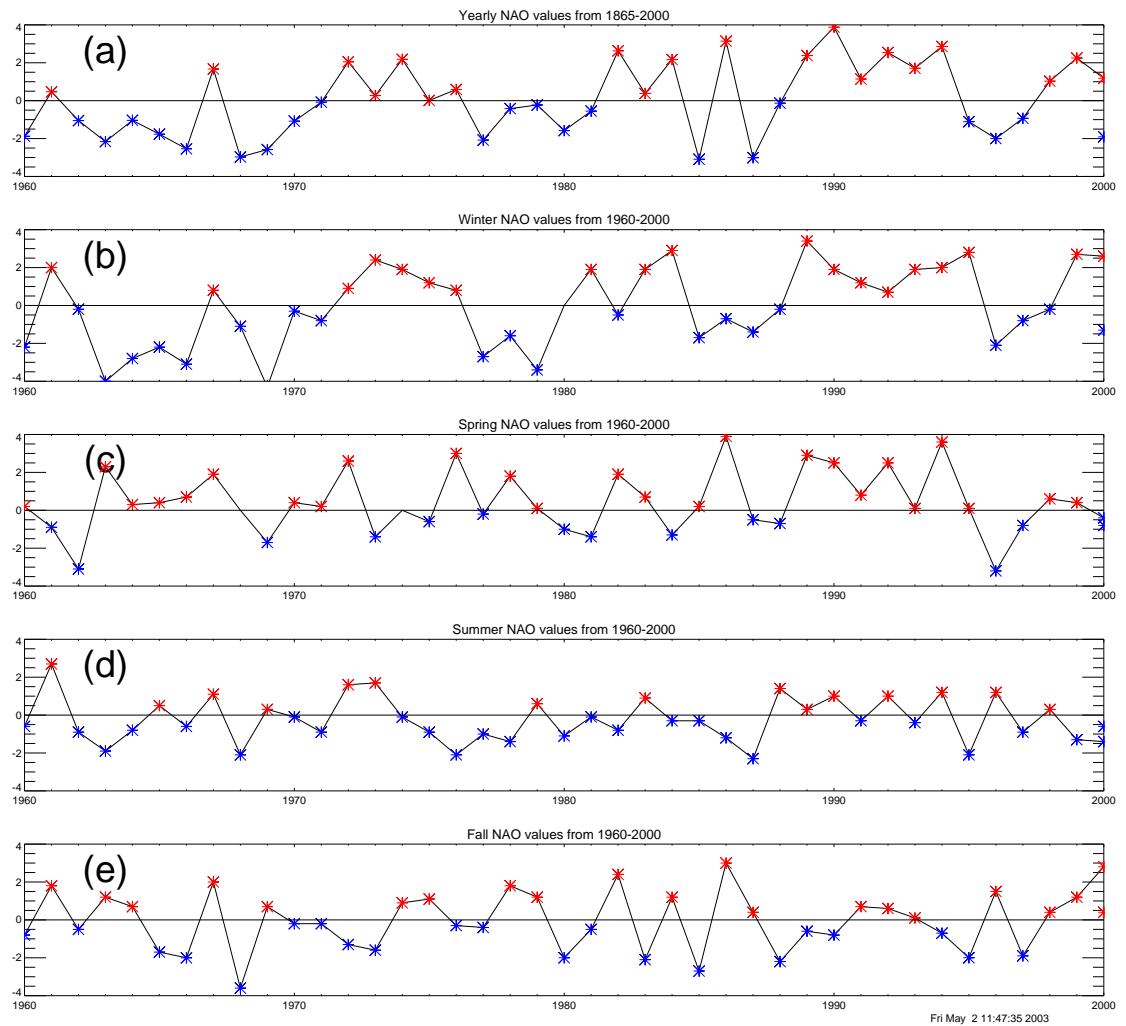 Yearly NAO values from 1865-2000
(a)
4
2
0
-2
-4
1960 1970 1980 1990 2000
Winter NAO values from 1960-2000
(b)
4
2
0
-2
-4
1960 1970 1980 1990 2000
Spring NAO values from 1960-2000
(c)
4
2
0
-2
-4
1960 1970 1980 1990 2000
Summer NAO values from 1960-2000
(d)
4
2
0
-2
-4
1960 1970 1980 1990 2000
Fall NAO values from 1960-2000
(e)
4
2
0
-2
-4
1960 1970 1980 1990 2000
Fri May 2 11:47:35 2003